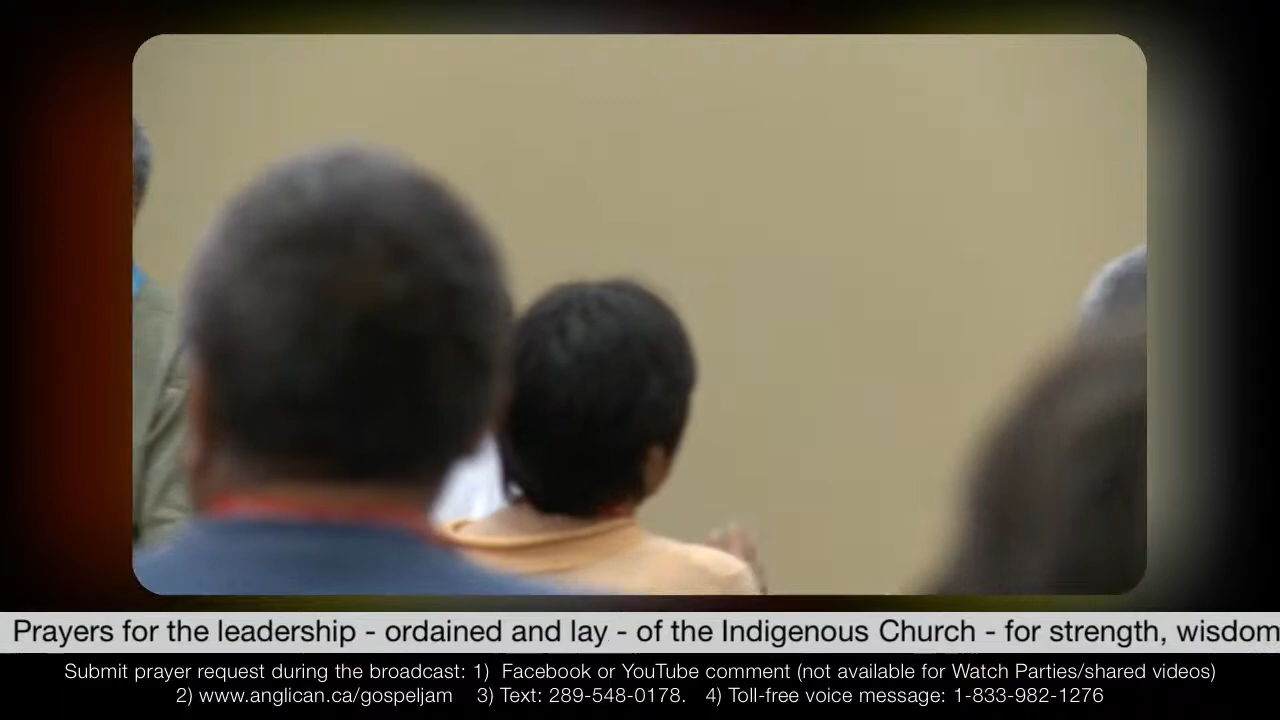 Prayers for the leadership - ordained and lay - of the Indigenous Church - for strength, wisdom
Submit prayer request during the broadcast: 1) Facebook or YouTube comment (not available for Watch Parties/shared videos)
2) www.anglican.ca/gospeljam 3) Text: 289-548-0178. 4) Toll-free voice message: 1-833-982-1276